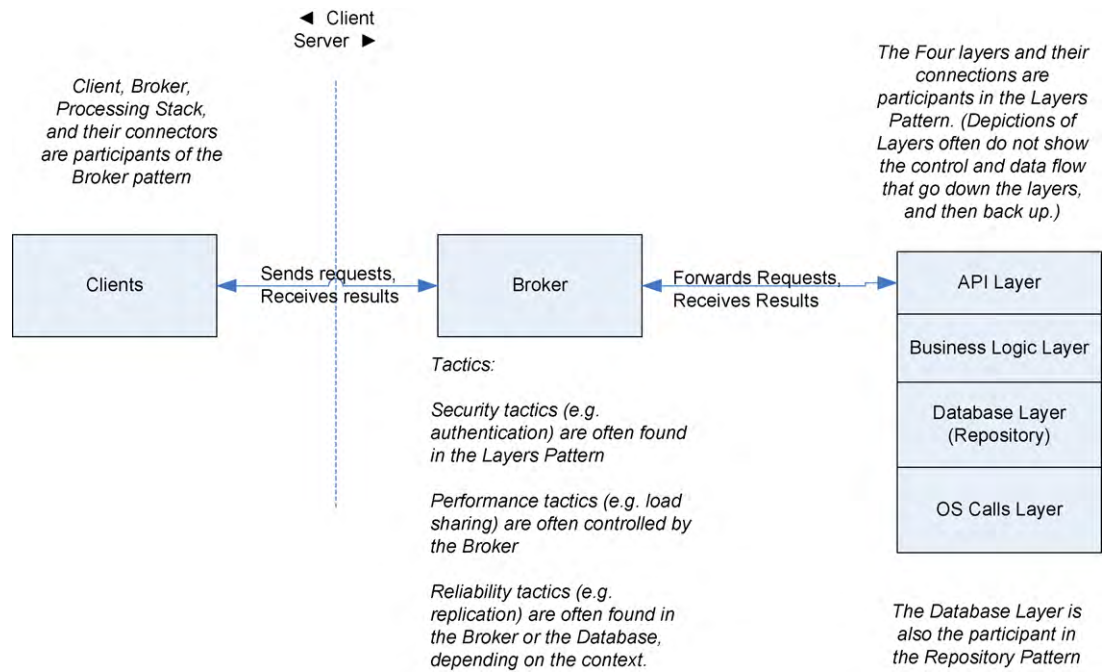 ◄ Client
Server ►
Client, Broker,
Processing Stack,
and their connectors
are participants of the
Broker pattern
The Four layers and their
connections are
participants in the Layers
Pattern. (Depictions of
Layers often do not show
the control and data flow
that go down the layers,
and then back up.)
Clients
Sends requests,
Receives results
Broker
Forwards Requests,
Receives Results
API Layer
Business Logic Layer
Database Layer
(Repository)
OS Calls Layer
Tactics:
Security tactics (e.g.
authentication) are often found
in the Layers Pattern
Performance tactics (e.g. load
sharing) are often controlled by
the Broker
Reliability tactics (e.g.
replication) are often found in
the Broker or the Database,
depending on the context.
The Database Layer is
also the participant in
the Repository Pattern